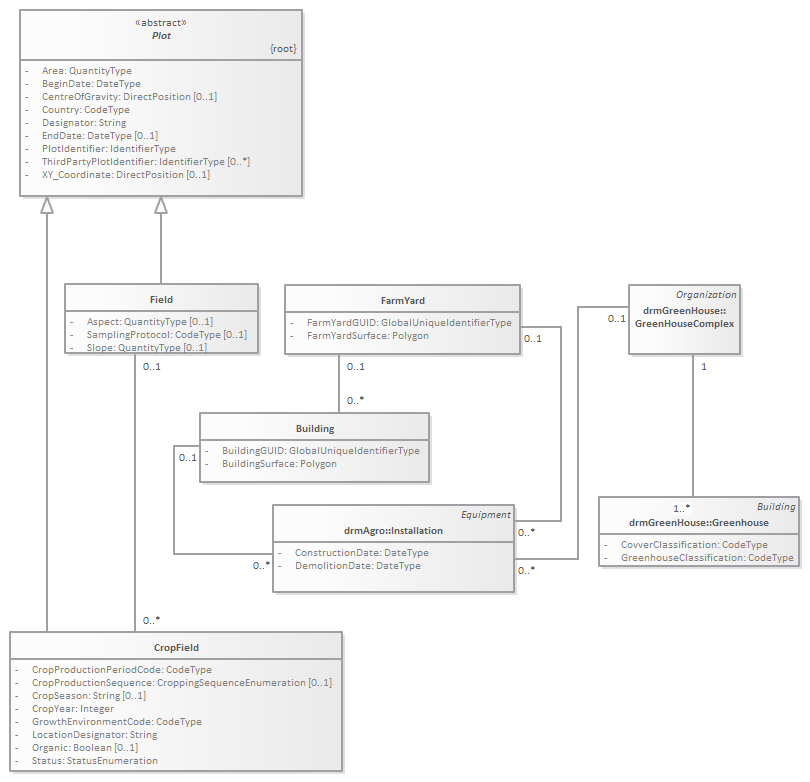 «abstract»
Plot
{root}
- Area: QuantityType
- BeginDate: DateType
- CentreOfGravity: DirectPosition [0..1]
- Country: CodeType
- Designator: String
- EndDate: DateType [0..1]
- PlotIdentifier: IdentifierType
- ThirdPartyPlotIdentifier: IdentifierType [0..*]
- XY_Coordinate: DirectPosition [0..1]
Field
- Aspect: QuantityType [0..1]
- SamplingProtocol: CodeType [0..1]
- Slope: QuantityType [0..1]
FarmYard
- FarmYardGUID: GlobalUniqueIdentifierType
- FarmYardSurface: Polygon
Organization
drmGreenHouse::
GreenHouseComplex
0..1
0..1
0..1
0..1
1
0..*
Building
- BuildingGUID: GlobalUniqueIdentifierType
- BuildingSurface: Polygon
0..1
Equipment
drmAgro::Installation
- ConstructionDate: DateType
- DemolitionDate: DateType
0..*
0..*
0..*
1..*
Building
drmGreenHouse::Greenhouse
- CovverClassification: CodeType
- GreenhouseClassification: CodeType
0..*
CropField
- CropProductionPeriodCode: CodeType
- CropProductionSequence: CroppingSequenceEnumeration [0..1]
- CropSeason: String [0..1]
- CropYear: Integer
- GrowthEnvironmentCode: CodeType
- LocationDesignator: String
- Organic: Boolean [0..1]
- Status: StatusEnumeration